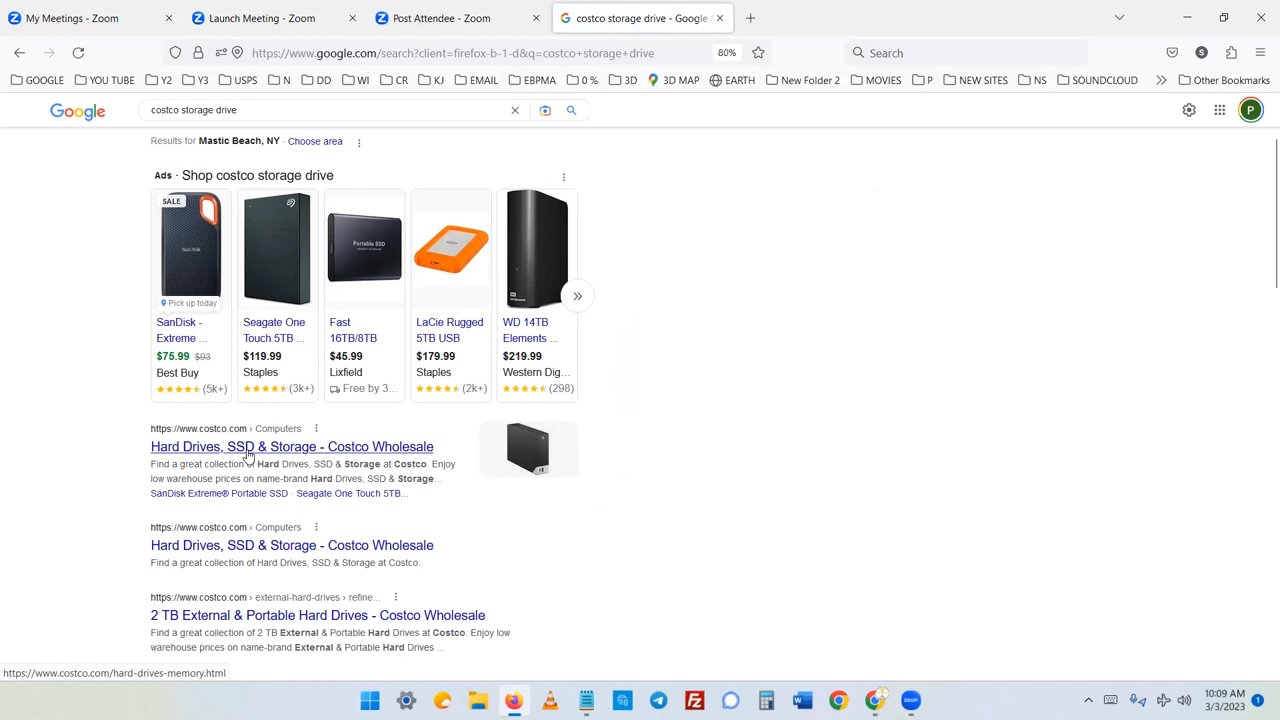 My Meetings - Zoom
Launch Meeting - Zoom
Post Attendee - Zoom
costco storage drive - Google S
https://www.google.com/search?client=firefox-b-1-d&q=costco+storage+drive
80%
Search
S
GOOGLE
YOU TUBE
Y2
Y3
USPS
N
DD
WI
CR
KJ
EMAIL
EBPMA
0 %
3D
3D MAP
EARTH
New Folder 2
MOVIES
P
NEW SITES
NS
SOUNDCLOUD
Other Bookmarks
Google
costco storage drive
P
Results for Mastic Beach, NY · Choose area
Ads · Shop costco storage drive
SALE
SanDisk
Pick up today
SanDisk -
Extreme ...
$75.99 $93
Best Buy
(5k+)
Seagate One
Touch 5TB ...
$119.99
Staples
(3k+)
Portable SSD
Fast
16TB/8TB
$45.99
Lixfield
Free by 3...
LaCie Rugged
5TB USB
$179.99
Staples
(2k+)
WD 14TB
Elements ...
$219.99
Western Dig...
(298)
https://www.costco.com › Computers
Hard Drives, SSD & Storage - Costco Wholesale
Find a great collection of Hard Drives, SSD & Storage at Costco. Enjoy
low warehouse prices on name-brand Hard Drives, SSD & Storage...
SanDisk Extreme® Portable SSD · Seagate One Touch 5TB...
https://www.costco.com › Computers
Hard Drives, SSD & Storage - Costco Wholesale
Find a great collection of Hard Drives, SSD & Storage at Costco.
https://www.costco.com › external-hard-drives › refine...
2 TB External & Portable Hard Drives - Costco Wholesale
Find a great collection of 2 TB External & Portable Hard Drives at Costco. Enjoy low
warehouse prices on name-brand External & Portable Hard Drives ...
https://www.costco.com/hard-drives-memory.html
10:09 AM
3/3/2023
1